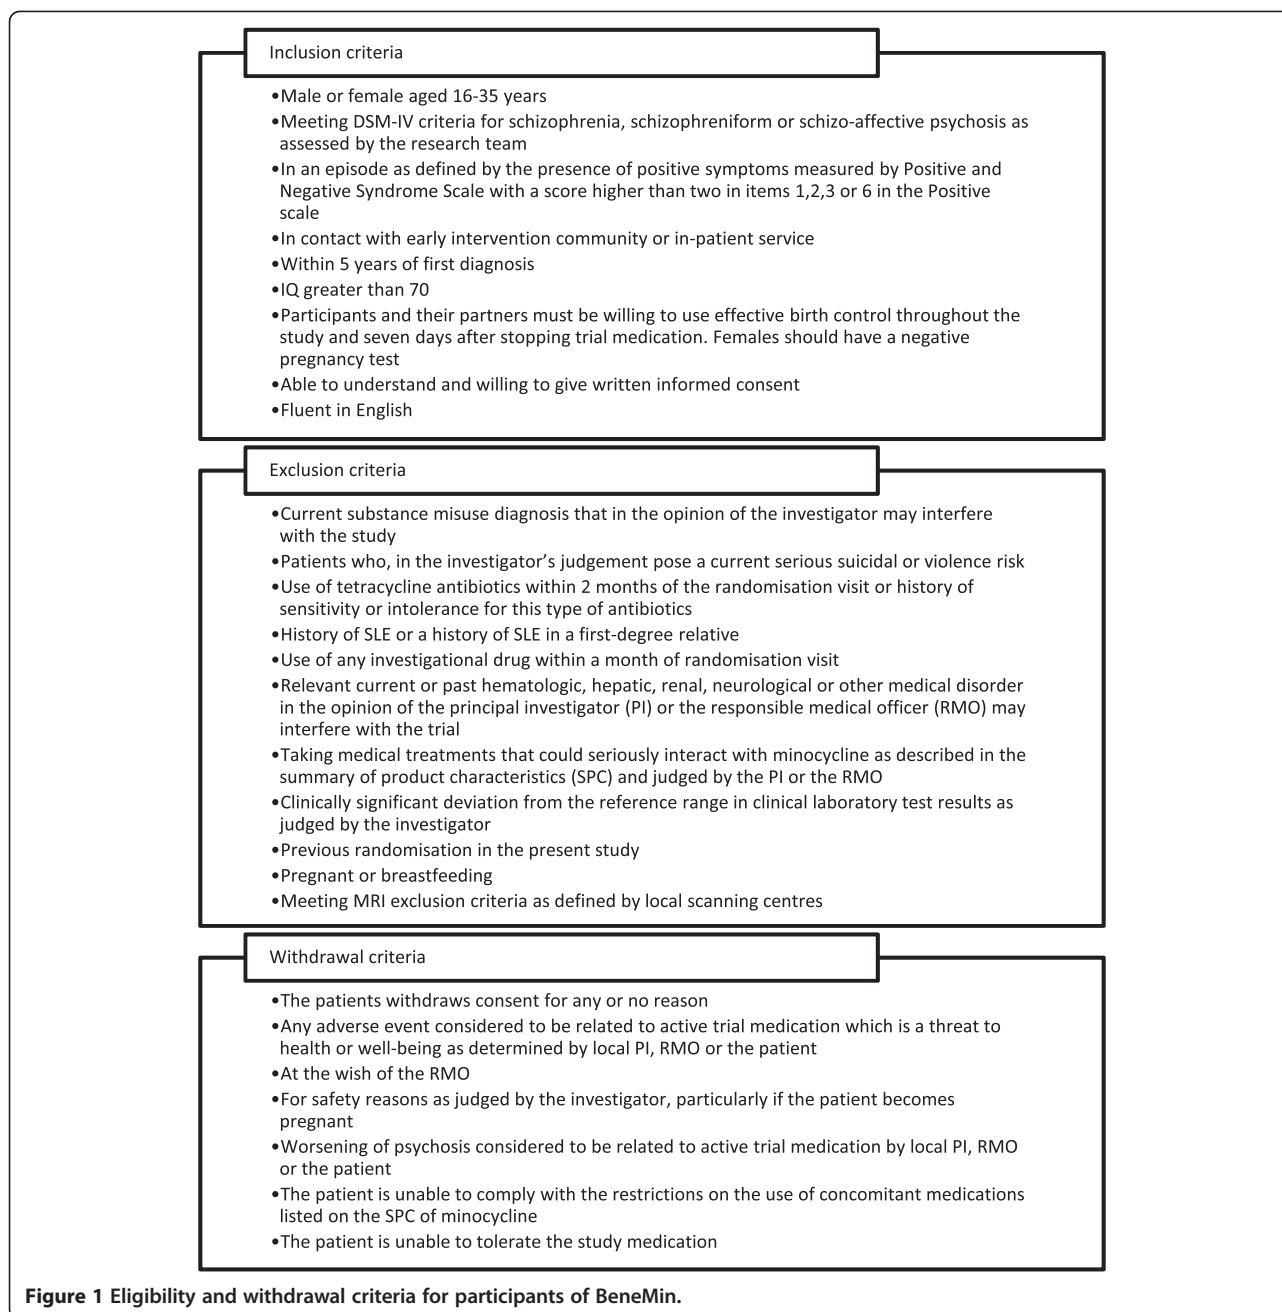 Inclusion criteria
•Male or female aged 16-35 years
•Meeting DSM-IV criteria for schizophrenia, schizophreniform or schizo-affective psychosis as
assessed by the research team
•In an episode as defined by the presence of positive symptoms measured by Positive and
Negative Syndrome Scale with a score higher than two in items 1,2,3 or 6 in the Positive
scale
•In contact with early intervention community or in-patient service
•Within 5 years of first diagnosis
•IQ greater than 70
•Participants and their partners must be willing to use effective birth control throughout the
study and seven days after stopping trial medication. Females should have a negative
pregnancy test
•Able to understand and willing to give written informed consent
•Fluent in English
Exclusion criteria
•Current substance misuse diagnosis that in the opinion of the investigator may interfere
with the study
•Patients who, in the investigator’s judgement pose a current serious suicidal or violence risk
•Use of tetracycline antibiotics within 2 months of the randomisation visit or history of
sensitivity or intolerance for this type of antibiotics
•History of SLE or a history of SLE in a first-degree relative
•Use of any investigational drug within a month of randomisation visit
•Relevant current or past hematologic, hepatic, renal, neurological or other medical disorder
in the opinion of the principal investigator (PI) or the responsible medical officer (RMO) may
interfere with the trial
•Taking medical treatments that could seriously interact with minocycline as described in the
summary of product characteristics (SPC) and judged by the PI or the RMO
•Clinically significant deviation from the reference range in clinical laboratory test results as
judged by the investigator
•Previous randomisation in the present study
•Pregnant or breastfeeding
•Meeting MRI exclusion criteria as defined by local scanning centres
Withdrawal criteria
•The patients withdraws consent for any or no reason
•Any adverse event considered to be related to active trial medication which is a threat to
health or well-being as determined by local PI, RMO or the patient
•At the wish of the RMO
•For safety reasons as judged by the investigator, particularly if the patient becomes
pregnant
•Worsening of psychosis considered to be related to active trial medication by local PI, RMO
or the patient
•The patient is unable to comply with the restrictions on the use of concomitant medications
listed on the SPC of minocycline
•The patient is unable to tolerate the study medication
Figure 1 Eligibility and withdrawal criteria for participants of BeneMin.